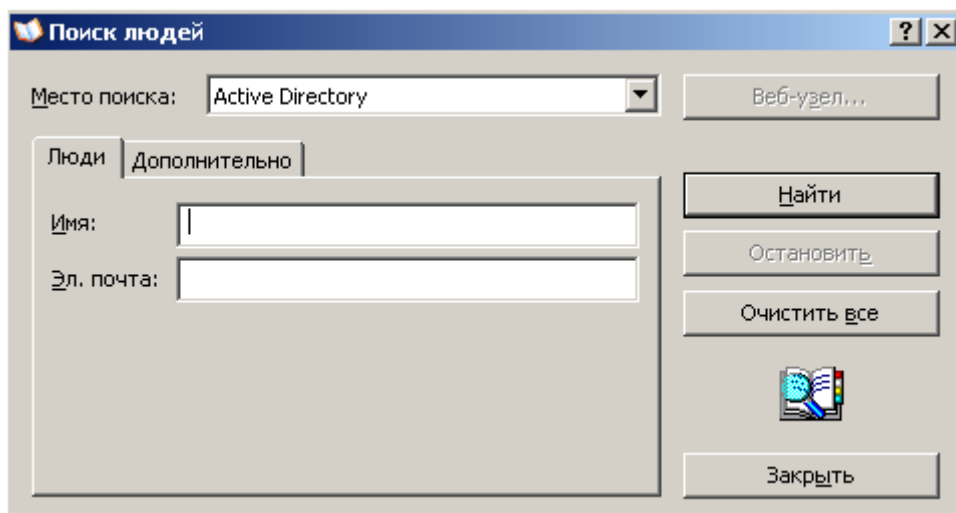 Поиск людей
Место поиска: Active Directory Веб-узел...
Люди Дополнительно
Имя:
Эл. почта:
Найти
Остановить
Очистить все
Закрыть